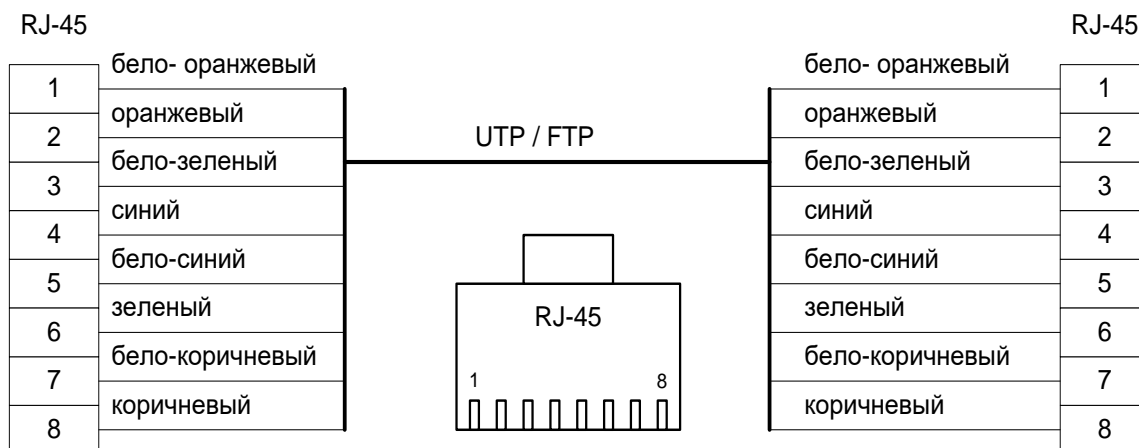 RJ-45
RJ-45
бело- оранжевый
бело- оранжевый
1
1
оранжевый
оранжевый
2
UTP / FTP
2
бело-зеленый
бело-зеленый
3
3
синий
синий
4
4
бело-синий
бело-синий
5
5
зеленый
RJ-45
зеленый
6
6
бело-коричневый
бело-коричневый
7
1
8
7
коричневый
коричневый
8
8